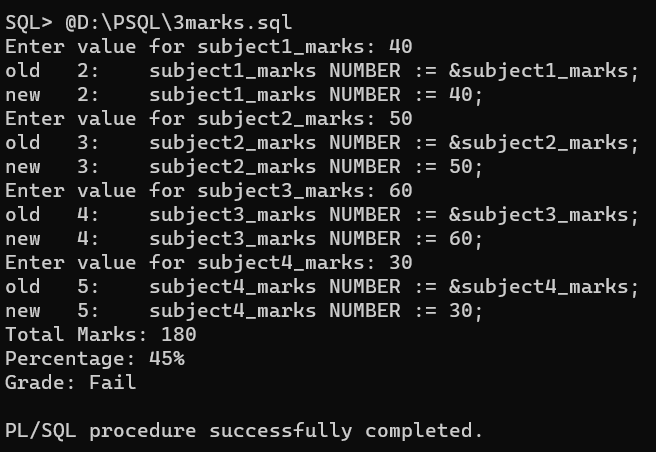 SQL> @D:\PSQL\3marks.sql
Enter value for subject1_marks: 40
old   2:    subject1_marks NUMBER := &subject1_marks;
new   2:    subject1_marks NUMBER := 40;
Enter value for subject2_marks: 50
old   3:    subject2_marks NUMBER := &subject2_marks;
new   3:    subject2_marks NUMBER := 50;
Enter value for subject3_marks: 60
old   4:    subject3_marks NUMBER := &subject3_marks;
new   4:    subject3_marks NUMBER := 60;
Enter value for subject4_marks: 30
old   5:    subject4_marks NUMBER := &subject4_marks;
new   5:    subject4_marks NUMBER := 30;
Total Marks: 180
Percentage: 45%
Grade: Fail
PL/SQL procedure successfully completed.